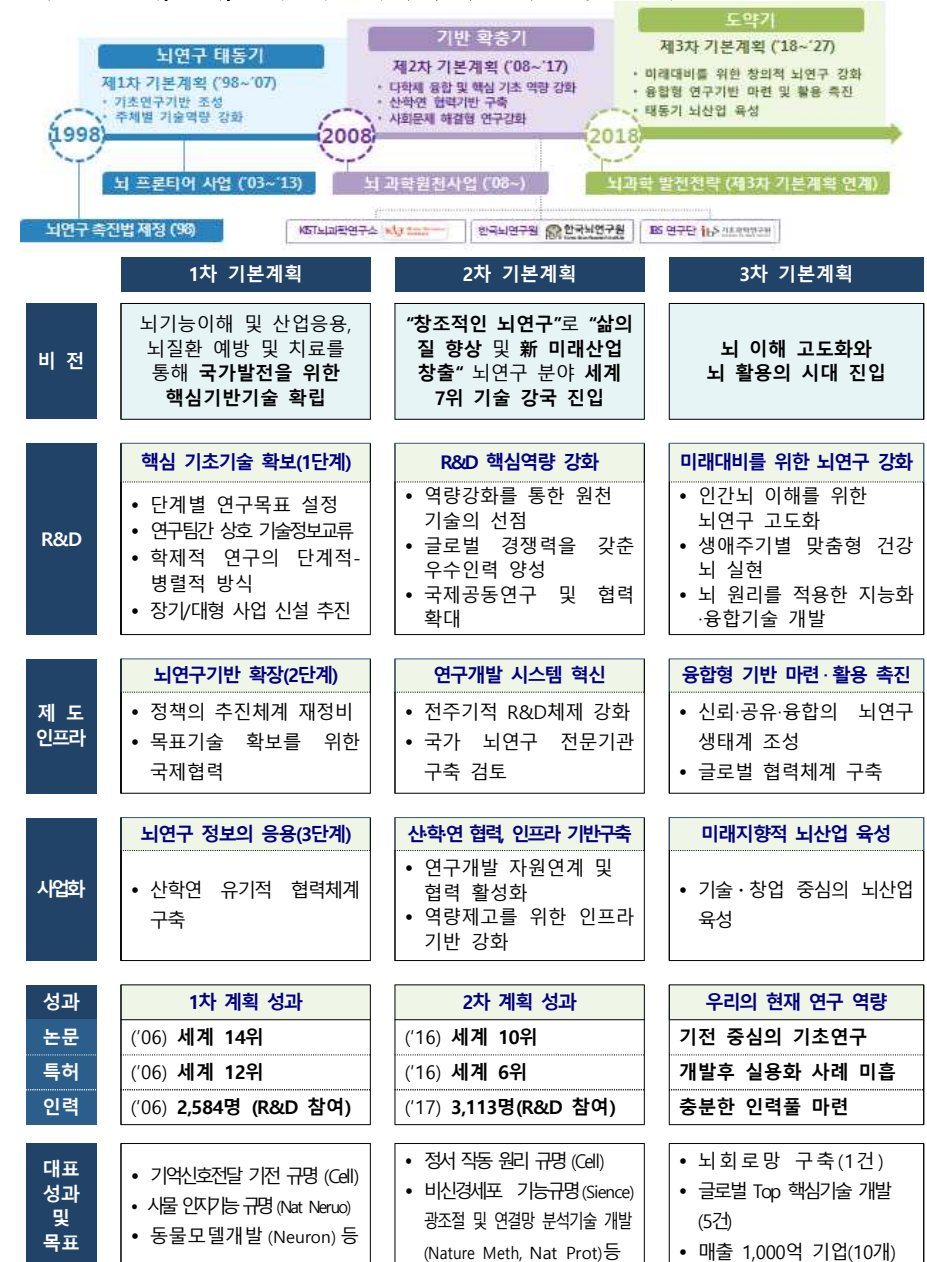 도약기
제3차 기본계획 ('18~'27)
• 미래대비를 위한 창의적 뇌연구 강화
• 융합형 연구기반 마련 및 활용 촉진
• 태동기 뇌산업 육성
기반 확충기
제2차 기본계획 ('08~'17)
• 다학제 융합 및 핵심 기초 역량 강화
• 산학연 협력기반 구축
• 사회문제 해결형 연구강화
뇌연구 태동기
제1차 기본계획 ('98~'07)
• 기초연구기반 조성
• 주체별 기술역량 강화
1998
2008
2018
뇌 프론티어 사업 ('03~'13)
뇌 과학원천사업 ('08~)
뇌과학 발전전략 (제3차 기본계획 연계)
뇌연구 촉진법 제정 ('98)
KIST뇌과학연구소
한국뇌연구원 한국뇌연구원
IBS 연구단 ibs 기초과학연구원
1차 기본계획 2차 기본계획 3차 기본계획
비 전
뇌기능이해 및 산업응용,
뇌질환 예방 및 치료를
통해 국가발전을 위한
핵심기반기술 확립
“창조적인 뇌연구”로 “삶의
질 향상 및 新 미래산업
창출“ 뇌연구 분야 세계
7위 기술 강국 진입
뇌 이해 고도화와
뇌 활용의 시대 진입
R&D
핵심 기초기술 확보(1단계)
• 단계별 연구목표 설정
• 연구팀간 상호 기술정보교류
• 학제적 연구의 단계적-
병렬적 방식
• 장기/대형 사업 신설 추진
R&D 핵심역량 강화
• 역량강화를 통한 원천
기술의 선점
• 글로벌 경쟁력을 갖춘
우수인력 양성
• 국제공동연구 및 협력
확대
미래대비를 위한 뇌연구 강화
• 인간뇌 이해를 위한
뇌연구 고도화
• 생애주기별 맞춤형 건강
뇌 실현
• 뇌 원리를 적용한 지능화
·융합기술 개발
제 도
인프라
뇌연구기반 확장(2단계)
• 정책의 추진체계 재정비
• 목표기술 확보를 위한
국제협력
연구개발 시스템 혁신
• 전주기적 R&D체제 강화
• 국가 뇌연구 전문기관
구축 검토
융합형 기반 마련·활용 촉진
• 신뢰·공유·융합의 뇌연구
생태계 조성
• 글로벌 협력체계 구축
사업화
뇌연구 정보의 응용(3단계)
• 산학연 유기적 협력체계
구축
산학연 협력, 인프라 기반구축
• 연구개발 자원연계 및
협력 활성화
• 역량제고를 위한 인프라
기반 강화
미래지향적 뇌산업 육성
• 기술·창업 중심의 뇌산업
육성
성과 1차 계획 성과 2차 계획 성과 우리의 현재 연구 역량
논문 ('06) 세계 14위 ('16) 세계 10위 기전 중심의 기초연구
특허 ('06) 세계 12위 ('16) 세계 6위 개발후 실용화 사례 미흡
인력 ('06) 2,584명 (R&D 참여) ('17) 3,113명(R&D 참여) 충분한 인력풀 마련
대표
성과
및
목표
• 기억신호전달 기전 규명 (Cell)
• 사물 인지기능 규명 (Nat Neruo)
• 동물모델개발 (Neuron) 등
• 정서 작동 원리 규명 (Cell)
• 비신경세포 기능규명 (Sience)
광조절 및 연결망 분석기술 개발
(Nature Meth, Nat Prot)등
• 뇌회로망 구축(1건)
• 글로벌 Top 핵심기술 개발
(5건)
• 매출 1,000억 기업(10개)